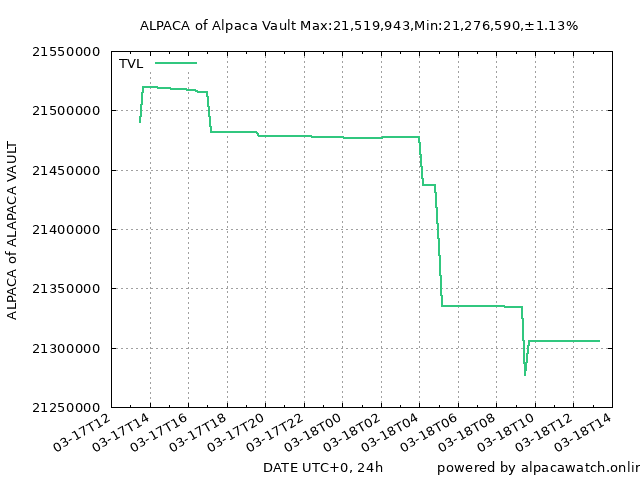 ALPACA of Alpaca Vault Max:21,519,943,Min:21,276,590,±1.13%
TVL
21550000
21500000
21450000
21400000
21350000
21300000
21250000
ALPACA of ALAPACA VAULT
03-17T12
03-17T14
03-17T16
03-17T18
03-17T20
03-17T22
03-18T00
03-18T02
03-18T04
03-18T06
03-18T08
03-18T10
03-18T12
03-18T14
DATE UTC+0, 24h
powered by alpacawatch.onlin